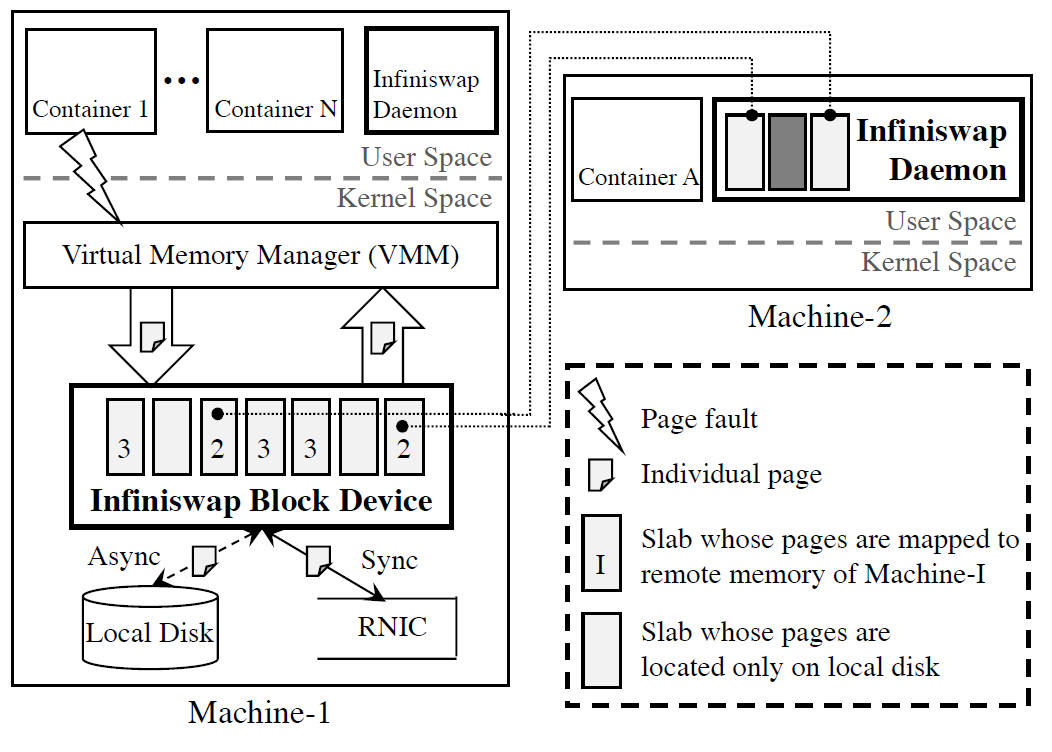 Container 1
•••
Container N
Infiniswap
Daemon
User Space
Kernel Space
Virtual Memory Manager (VMM)
3
2
3
3
2
Infiniswap Block Device
Async
Sync
Local Disk
RNIC
Machine-1
Container A
Infiniswap
Daemon
User Space
Kernel Space
Machine-2
Page fault
Individual page
I
Slab whose pages are mapped to
remote memory of Machine-I
Slab whose pages are
located only on local disk